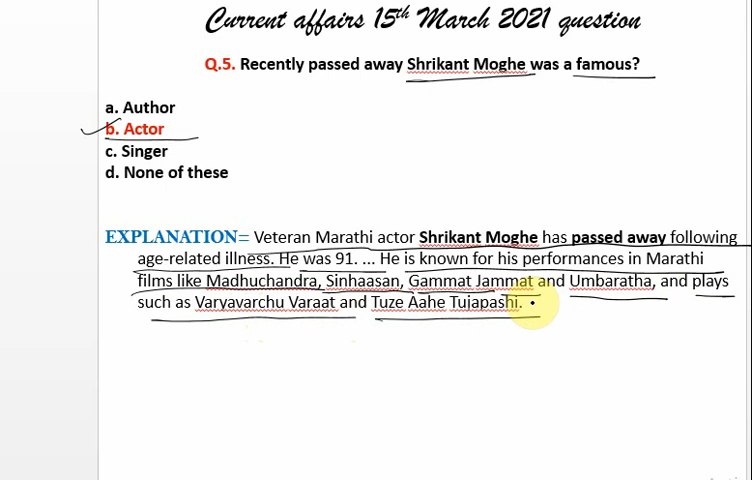 Current affairs 15th March 2021 question
Q.5. Recently passed away Shrikant Moghe was a famous?
a. Author
b. Actor
c. Singer
d. None of these
EXPLANATION= Veteran Marathi actor Shrikant Moghe has passed away following
age-related illness. He was 91. ... He is known for his performances in Marathi
films like Madhuchandra, Sinhaasan, Gammat Jammat and Umbaratha, and plays
such as Varyavarchu Varaat and Tuze Aahe Tujapashi.